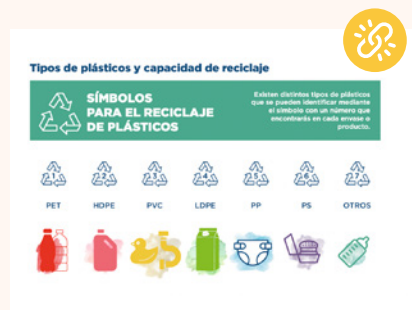 Tipos de plásticos y capacidad de reciclaje
SÍMBOLOS
PARA EL RECICLAJE
DE PLÁSTICOS
Existen distintos tipos de plásticos
que se pueden identificar mediante
el símbolo con un número que
encontrarás en cada envase o
producto.
1 2 3 4 5 6 7
PET HDPE PVC LDPE PP PS OTROS